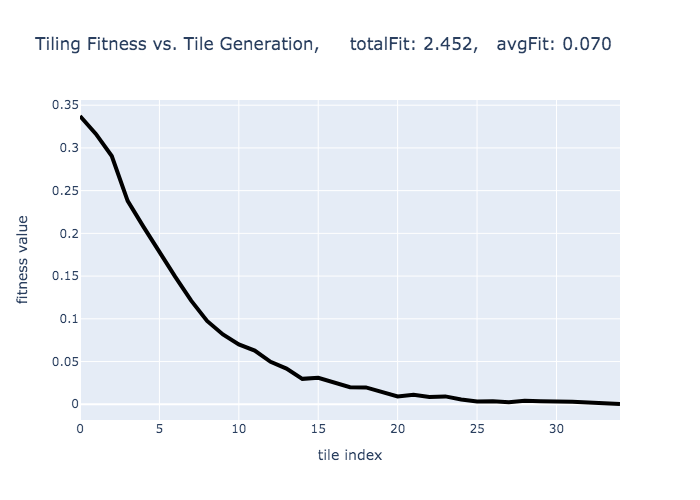 Tiling Fitness vs. Tile Generation,     totalFit: 2.452,   avgFit: 0.070
0.35
0.3
0.25
0.2
0.15
0.1
0.05
0
fitness value
0 5 10 15 20 25 30
tile index